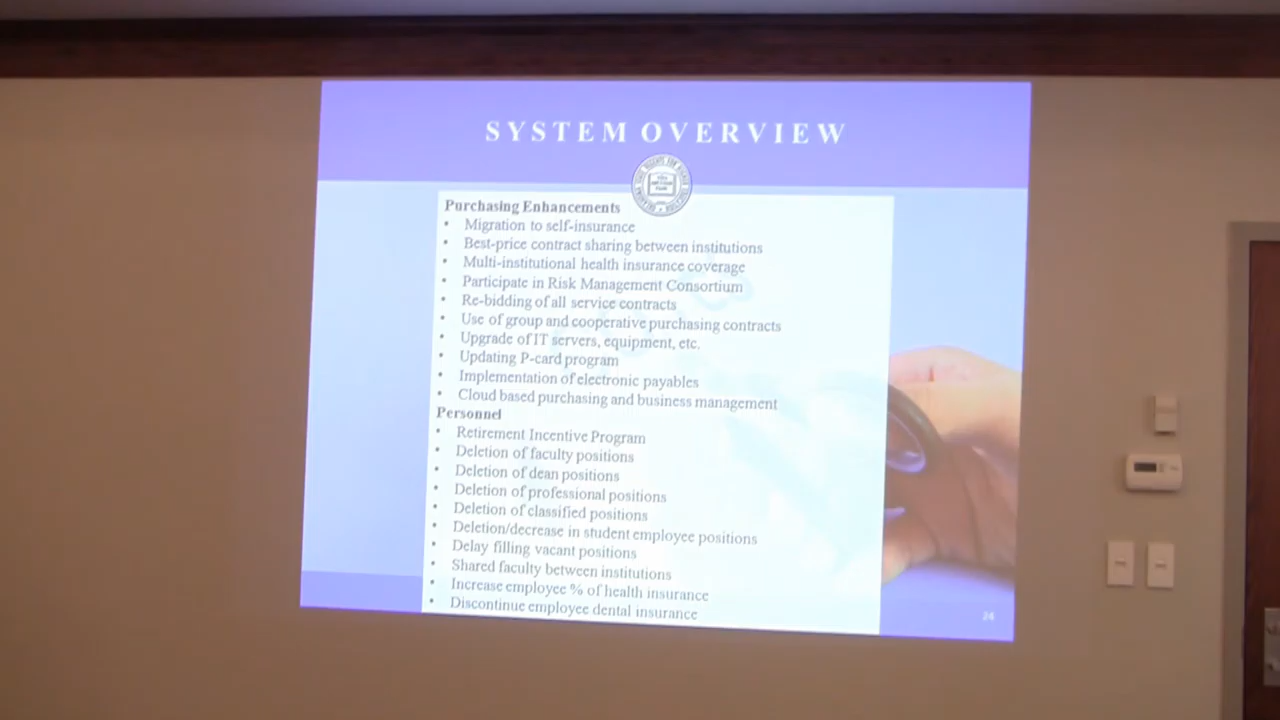 SYSTEM OVERVIEW
Purchasing Enhancements
• Migration to self-insurance
• Best-price contract sharing between institutions
• Multi-institutional health insurance coverage
• Participate in Risk Management Consortium
• Re-bidding of all service contracts
• Use of group and cooperative purchasing contracts
• Upgrade of IT servers, equipment, etc.
• Updating P-card program
• Implementation of electronic payables
• Cloud based purchasing and business management
Personnel
• Retirement Incentive Program
• Deletion of faculty positions
• Deletion of dean positions
• Deletion of professional positions
• Deletion of classified positions
• Deletion/decrease in student employee positions
• Delay filling vacant positions
• Shared faculty between institutions
• Increase employee % of health insurance
• Discontinue employee dental insurance
24